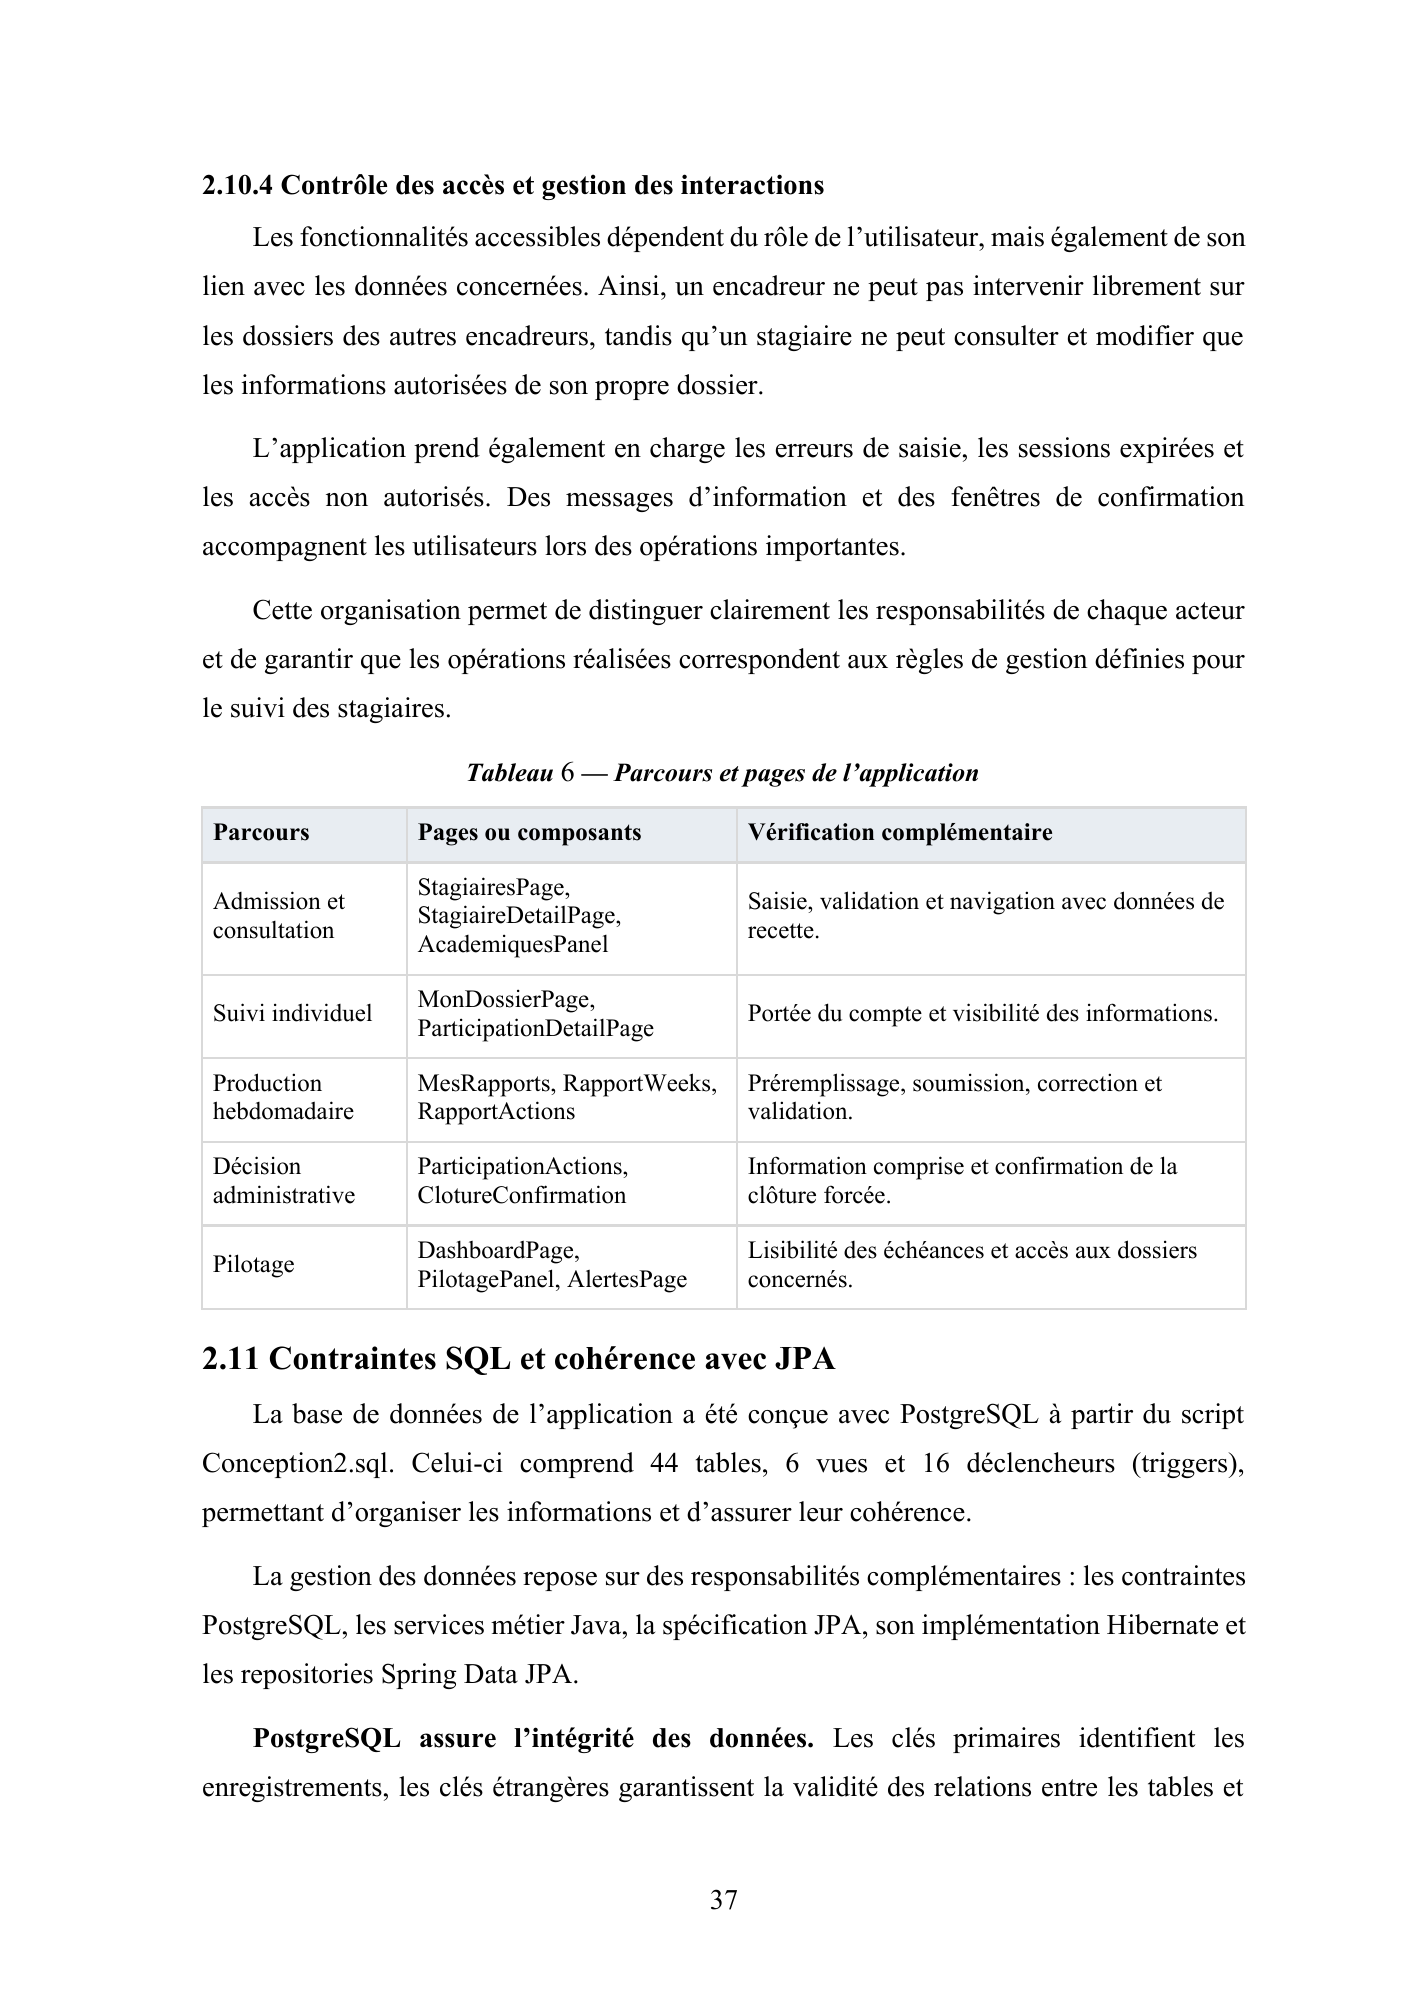 2.10.4 Contrôle des accès et gestion des interactions
Les fonctionnalités accessibles dépendent du rôle de l’utilisateur, mais également de son
lien avec les données concernées. Ainsi, un encadreur ne peut pas intervenir librement sur
les dossiers des autres encadreurs, tandis qu’un stagiaire ne peut consulter et modifier que
les informations autorisées de son propre dossier.
L’application prend également en charge les erreurs de saisie, les sessions expirées et
les accès non autorisés. Des messages d’information et des fenêtres de confirmation
accompagnent les utilisateurs lors des opérations importantes.
Cette organisation permet de distinguer clairement les responsabilités de chaque acteur
et de garantir que les opérations réalisées correspondent aux règles de gestion définies pour
le suivi des stagiaires.
Tableau 6 — Parcours et pages de l’application
Parcours
Pages ou composants
Vérification complémentaire
Admission et
consultation
StagiairesPage,
StagiaireDetailPage,
AcademiquesPanel
Saisie, validation et navigation avec données de
recette.
Suivi individuel
MonDossierPage,
ParticipationDetailPage
Portée du compte et visibilité des informations.
Production
hebdomadaire
MesRapports, RapportWeeks,
RapportActions
Préremplissage, soumission, correction et
validation.
Décision
administrative
ParticipationActions,
ClotureConfirmation
Information comprise et confirmation de la
clôture forcée.
Pilotage
DashboardPage,
PilotagePanel, AlertesPage
Lisibilité des échéances et accès aux dossiers
concernés.
2.11 Contraintes SQL et cohérence avec JPA
La base de données de l’application a été conçue avec PostgreSQL à partir du script
Conception2.sql. Celui-ci comprend 44 tables, 6 vues et 16 déclencheurs (triggers),
permettant d’organiser les informations et d’assurer leur cohérence.
La gestion des données repose sur des responsabilités complémentaires : les contraintes
PostgreSQL, les services métier Java, la spécification JPA, son implémentation Hibernate et
les repositories Spring Data JPA.
PostgreSQL assure l’intégrité des données. Les clés primaires identifient les
enregistrements, les clés étrangères garantissent la validité des relations entre les tables et
37